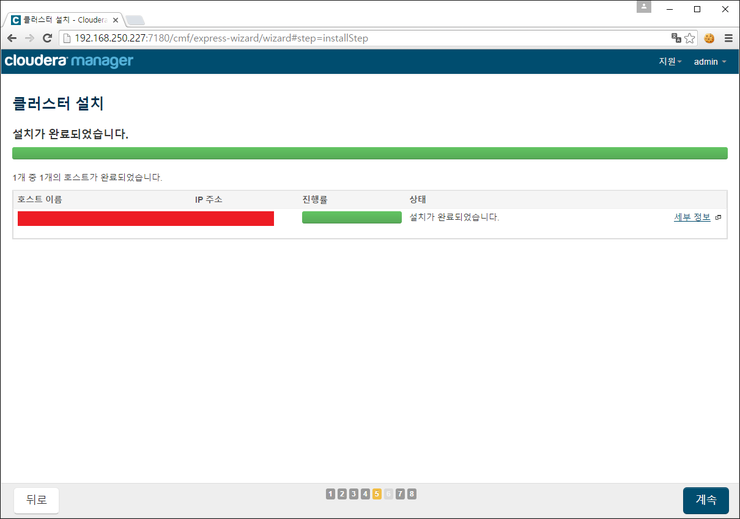 클러스터 설치 - Cloudera
192.168.250.227:7180/cmf/express-wizard/wizard#step=installStep
cloudera manager
지원
admin
클러스터 설치
설치가 완료되었습니다.
1개 중 1개의 호스트가 완료되었습니다.
호스트 이름 IP 주소 진행률 상태
설치가 완료되었습니다. 세부 정보
뒤로 1 2 3 4 5 6 7 8 계속